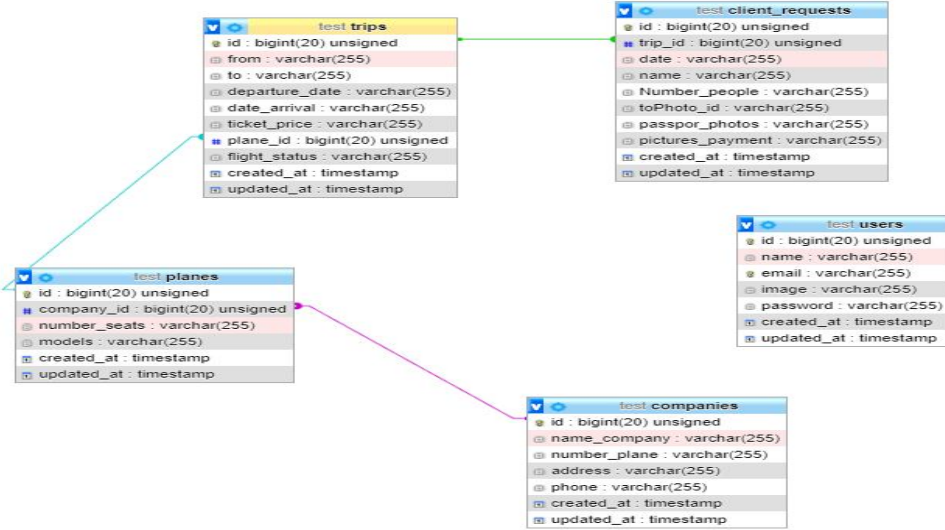 test trips
id : bigint(20) unsigned
from : varchar(255)
to : varchar(255)
departure_date : varchar(255)
date_arrival : varchar(255)
ticket_price : varchar(255)
plane_id : bigint(20) unsigned
flight_status : varchar(255)
created_at : timestamp
updated_at : timestamp
test client_requests
id : bigint(20) unsigned
trip_id : bigint(20) unsigned
date : varchar(255)
name : varchar(255)
Number_people : varchar(255)
toPhoto_id : varchar(255)
passpor_photos : varchar(255)
pictures_payment : varchar(255)
created_at : timestamp
updated_at : timestamp
test users
id : bigint(20) unsigned
name : varchar(255)
email : varchar(255)
image : varchar(255)
password : varchar(255)
created_at : timestamp
updated_at : timestamp
test planes
id : bigint(20) unsigned
company_id : bigint(20) unsigned
number_seats : varchar(255)
models : varchar(255)
created_at : timestamp
updated_at : timestamp
test companies
id : bigint(20) unsigned
name_company : varchar(255)
number_plane : varchar(255)
address : varchar(255)
phone : varchar(255)
created_at : timestamp
updated_at : timestamp